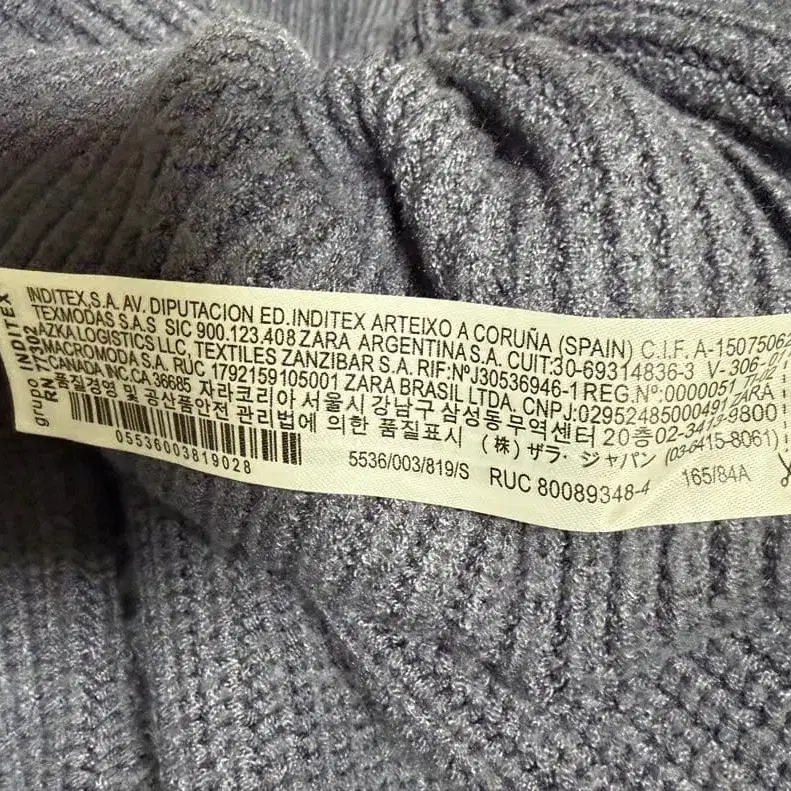 grupo INDITEX
RN 77302
INDITEX,S.A. AV. DIPUTACION ED.INDITEX ARTEIXO A CORUÑA (SPAIN) C.I.F. A-15075062
TEXMODAS S.A.S SIC 900.123.408 ZARA ARGENTINA S.A. CUIT:30-69314836-3 V-306-07
AZKA LOGISTICS LLC, TEXTILES ZANZIBAR S.A. RIF:NºJ30536946-1 REG.Nº:0000051
MACROMODA S.A. RUC 1792159105001 ZARA BRASIL LTDA. CNPJ:02952485000491 ZARA
CANADA INC.CA 36685 자라코리아 서울시 강남구 삼성동무역센터 20층02-3413-9800
품질경영 및 공산품안전 관리법에 의한 품질표시 (株) ザラ・ジャパン (03-6415-8061)
05536003819028 5536/003/819/S RUC 80089348-4 165/84A